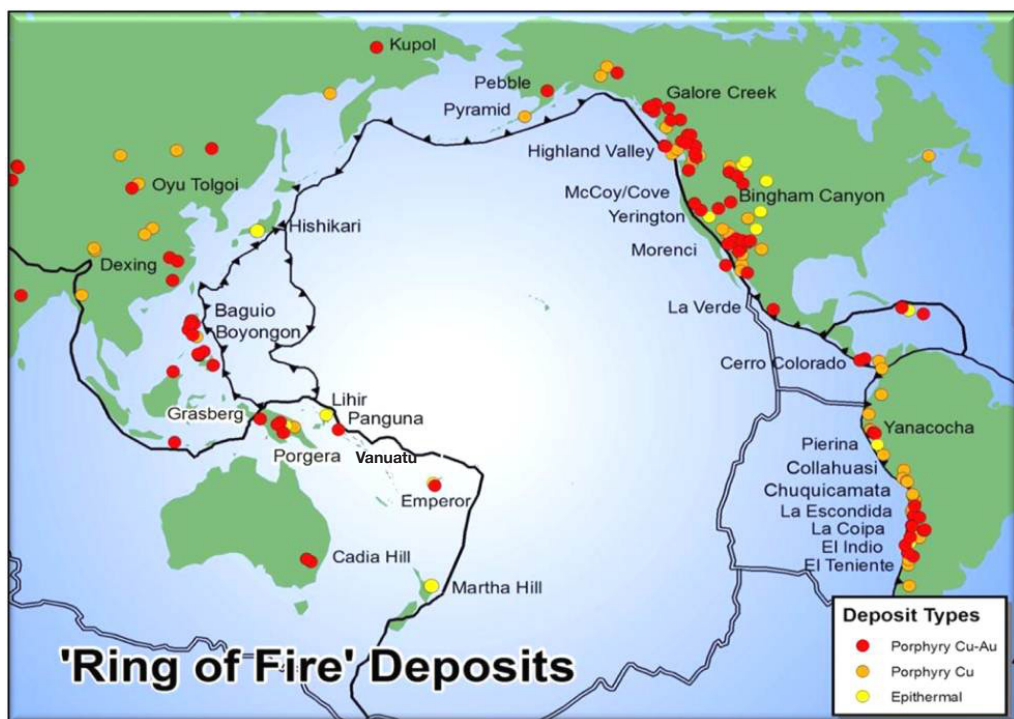 Kupol
Pebble
Pyramid
Galore Creek
Highland Valley
Oyu Tolgoi
McCoy/Cove
Bingham Canyon
Yerington
Hishikari
Morenci
Dexing
Baguio
Boyongon
La Verde
Cerro Colorado
Lihir
Grasberg
Panguna
Yanacocha
Pierina
Porgera
Vanuatu
Collahuasi
Emperor
Chuquicamata
La Escondida
La Coipa
El Indio
El Teniente
Cadia Hill
Martha Hill
'Ring of Fire' Deposits
Deposit Types
Porphyry Cu-Au
Porphyry Cu
Epithermal